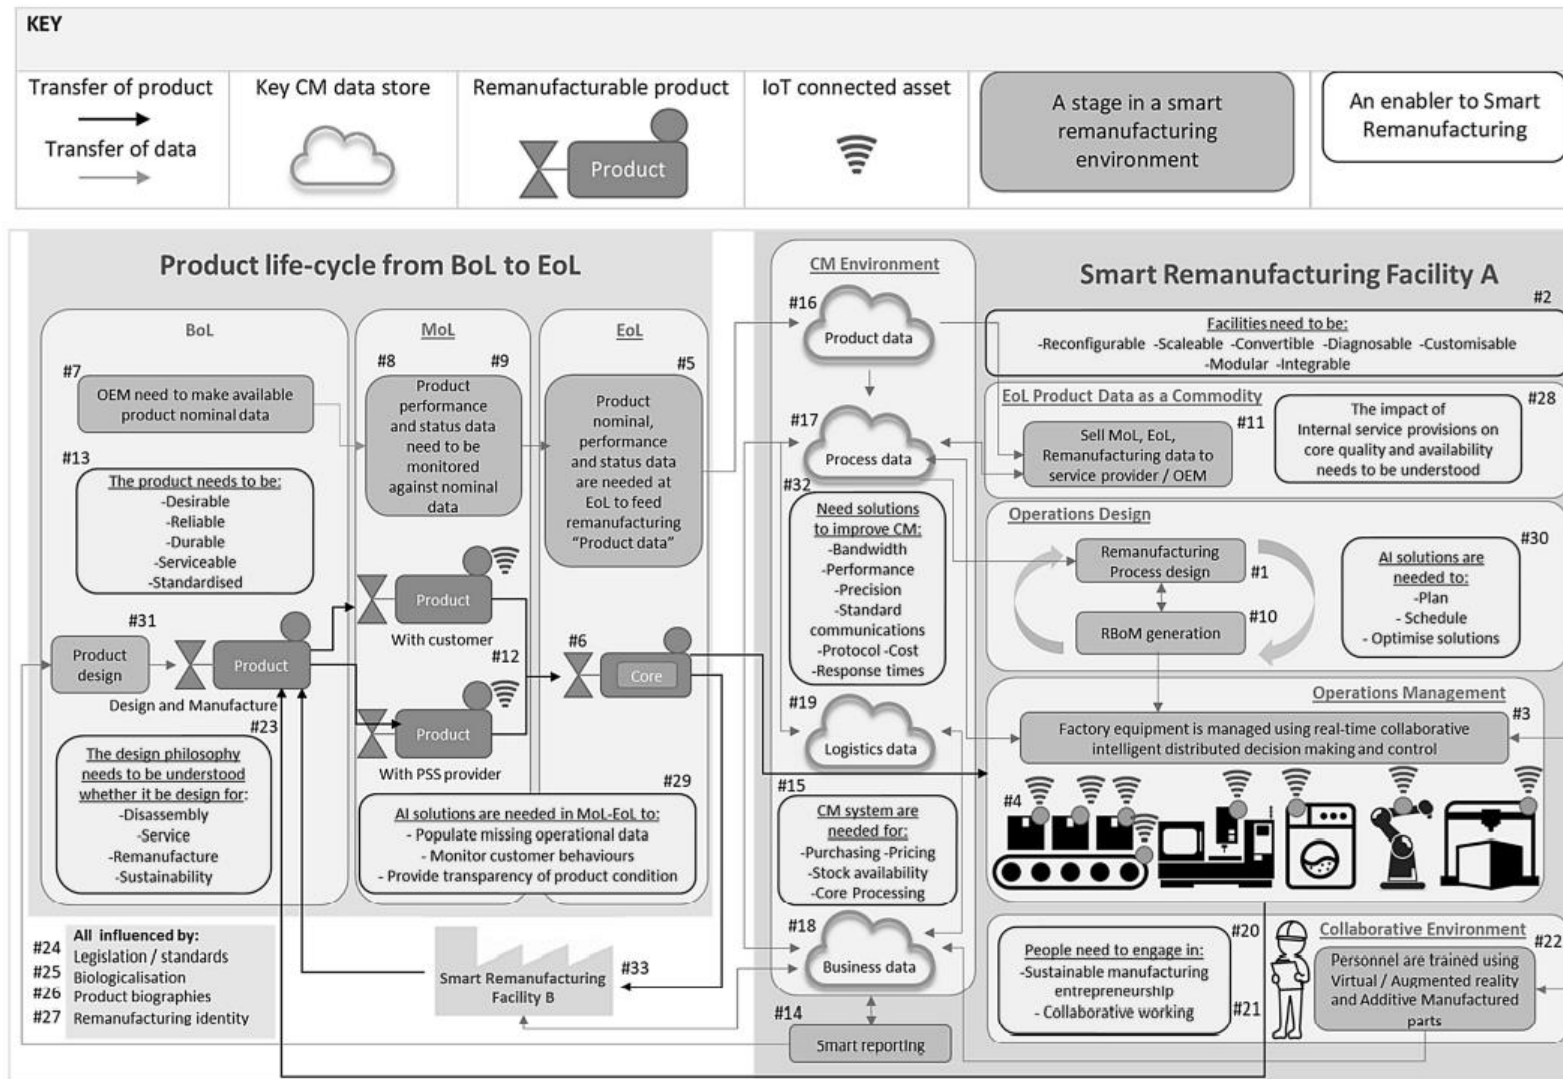 KEY
Transfer of product
Transfer of data
Key CM data store
Remanufacturable product
Product
IoT connected asset
A stage in a smart
remanufacturing
environment
An enabler to Smart
Remanufacturing
Product life-cycle from BoL to EoL
BoL
#7
OEM need to make available
product nominal data
#13
The product needs to be:
-Desirable
-Reliable
-Durable
-Serviceable
-Standardised
#31
Product
design
Product
Design and Manufacture
#23
The design philosophy
needs to be understood
whether it be design for:
-Disassembly
-Service
-Remanufacture
-Sustainability
MoL
#8
#9
Product
performance
and status data
need to be
monitored
against nominal
data
Product
With customer
#12
Product
With PSS provider
#29
AI solutions are needed in MoL-EoL to:
- Populate missing operational data
- Monitor customer behaviours
- Provide transparency of product condition
EoL
#5
Product
nominal,
performance
and status data
are needed at
EoL to feed
remanufacturing
“Product data”
#6
Core
All influenced by:
#24 Legislation / standards
#25 Biologicalisation
#26 Product biographies
#27 Remanufacturing identity
Smart Remanufacturing
Facility B
#33
CM Environment
#16
Product data
#17
Process data
#32
Need solutions
to improve CM:
-Bandwidth
-Performance
-Precision
-Standard
communications
-Protocol -Cost
-Response times
#19
Logistics data
#15
CM system are
needed for:
-Purchasing -Pricing
-Stock availability
-Core Processing
#18
Business data
#14
Smart reporting
Smart Remanufacturing Facility A
#2
Facilities need to be:
-Reconfigurable -Scaleable -Convertible -Diagnosable -Customisable
-Modular -Integrable
EoL Product Data as a Commodity
#11
Sell MoL, EoL,
Remanufacturing data to
service provider / OEM
#28
The impact of
Internal service provisions on
core quality and availability
needs to be understood
Operations Design
Remanufacturing
Process design
#1
#10
RBoM generation
#30
AI solutions are
needed to:
- Plan
- Schedule
- Optimise solutions
Operations Management
#3
Factory equipment is managed using real-time collaborative
intelligent distributed decision making and control
#4
#20
People need to engage in:
-Sustainable manufacturing
entrepreneurship
- Collaborative working
#21
Collaborative Environment
#22
Personnel are trained using
Virtual / Augmented reality
and Additive Manufactured
parts